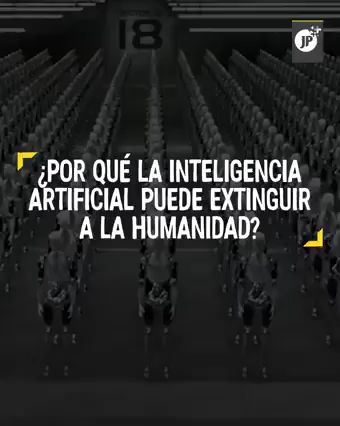 18
JP
¿POR QUÉ LA INTELIGENCIA
ARTIFICIAL PUEDE EXTINGUIR
A LA HUMANIDAD?